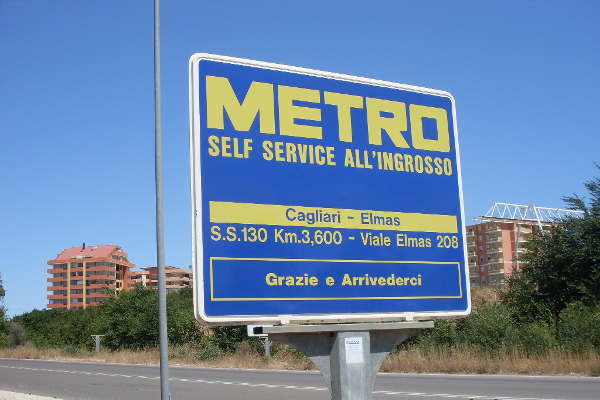 METRO
SELF SERVICE ALL'INGROSSO
Cagliari - Elmas
S.S.130 Km.3,600 - Viale Elmas 208
Grazie e Arrivederci